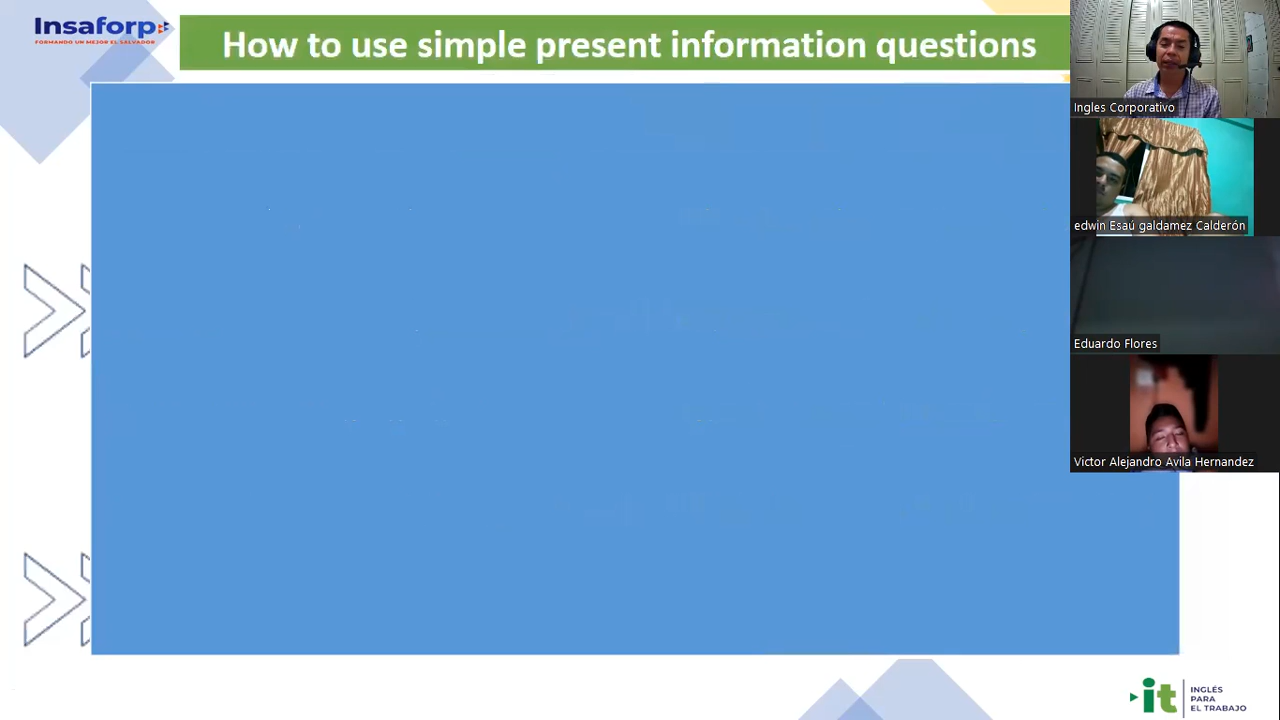 Insaforp
FORMANDO UN MEJOR EL SALVADOR
How to use simple present information questions
Ingles Corporativo
edwin Esaú galdamez Calderón
Eduardo Flores
Victor Alejandro Avila Hernandez
it
INGLÉS
PARA
EL TRABAJO